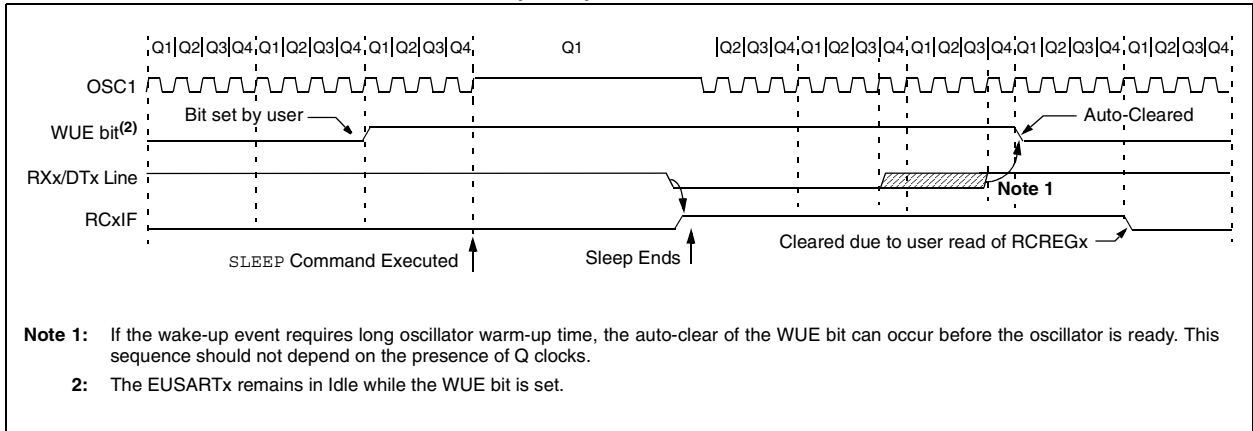 Q1 Q2 Q3 Q4 Q1 Q2 Q3 Q4 Q1 Q2 Q3 Q4 Q1 Q2 Q3 Q4 Q1 Q2 Q3 Q4 Q1 Q2 Q3 Q4 Q1 Q2 Q3 Q4 Q1 Q2 Q3 Q4
OSC1
Bit set by user
Auto-Cleared
WUE bit(2)
RXx/DTx Line
Note 1
RCxIF
Cleared due to user read of RCREGx
SLEEP Command Executed
Sleep Ends
Note 1: If the wake-up event requires long oscillator warm-up time, the auto-clear of the WUE bit can occur before the oscillator is ready. This
sequence should not depend on the presence of Q clocks.
2: The EUSARTx remains in Idle while the WUE bit is set.